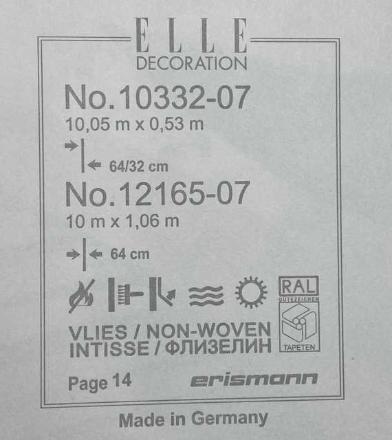 ELLE
DECORATION
No.10332-07
10,05 m x 0,53 m
64/32 cm
No.12165-07
10 m x 1,06 m
64 cm
RAL
GÜTEZEICHEN
TAPETEN
VLIES / NON-WOVEN
INTISSE / ФЛИЗЕЛИН
Page 14
erismann
Made in Germany